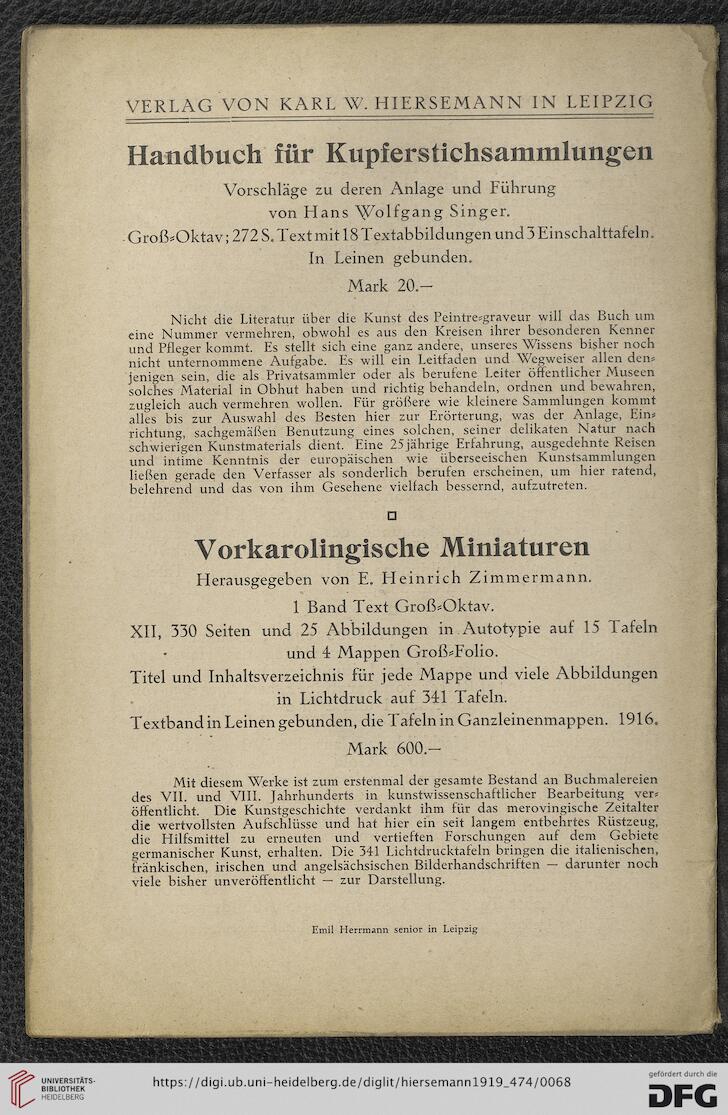 VERLAG VON KARL W. HIERSEMANN IN LEIPZIG
Handbuch für Kupferstichsammlungen
Vorschläge zu deren Anlage und Führung
von Hans Wolfgang Singer.
Groß=Oktav; 272 S. Text mit 18 Textabbildungen und 3 Einschalttafeln.
In Leinen gebunden.
Mark 20.—
Nicht die Literatur über die Kunst des Peintre=graveur will das Buch um
eine Nummer vermehren, obwohl es aus den Kreisen ihrer besonderen Kenner
und Pfleger kommt. Es stellt sich eine ganz andere, unseres Wissens bisher noch
nicht unternommene Aufgabe. Es will ein Leitfaden und Wegweiser allen den=
jenigen sein, die als Privatsammler oder als berufene Leiter öffentlicher Museen
solches Material in Obhut haben und richtig behandeln, ordnen und bewahren,
zugleich auch vermehren wollen. Für größere wie kleinere Sammlungen kommt
alles bis zur Auswahl des Besten hier zur Erörterung, was der Anlage, Ein=
richtung, sachgemäßen Benutzung eines solchen, seiner delikaten Natur nach
schwierigen Kunstmaterials dient. Eine 25jährige Erfahrung, ausgedehnte Reisen
und intime Kenntnis der europäischen wie überseeischen Kunstsammlungen
ließen gerade den Verfasser als sonderlich berufen erscheinen, um hier ratend,
belehrend und das von ihm Gesehene vielfach bessernd, aufzutreten.
Vorkarolingische Miniaturen
Herausgegeben von E. Heinrich Zimmermann.
1 Band Text Groß=Oktav.
XII, 330 Seiten und 25 Abbildungen in Autotypie auf 15 Tafeln
und 4 Mappen Groß=Folio.
Titel und Inhaltsverzeichnis für jede Mappe und viele Abbildungen
in Lichtdruck auf 341 Tafeln.
Textband in Leinen gebunden, die Tafeln in Ganzleinenmappen. 1916.
Mark 600.—
Mit diesem Werke ist zum erstenmal der gesamte Bestand an Buchmalereien
des VII. und VIII. Jahrhunderts in kunstwissenschaftlicher Bearbeitung ver=
öffentlicht. Die Kunstgeschichte verdankt ihm für das merovingische Zeitalter
die wertvollsten Aufschlüsse und hat hier ein seit langem entbehrtes Rüstzeug,
die Hilfsmittel zu erneuten und vertieften Forschungen auf dem Gebiete
germanischer Kunst, erhalten. Die 341 Lichtdrucktafeln bringen die italienischen,
fränkischen, irischen und angelsächsischen Bilderhandschriften — darunter noch
viele bisher unveröffentlicht — zur Darstellung.
Emil Herrmann senior in Leipzig
UNIVERSITÄTS-
BIBLIOTHEK
HEIDELBERG
https://digi.ub.uni-heidelberg.de/diglit/hiersemann1919_474/0068
gefördert durch die
DFG